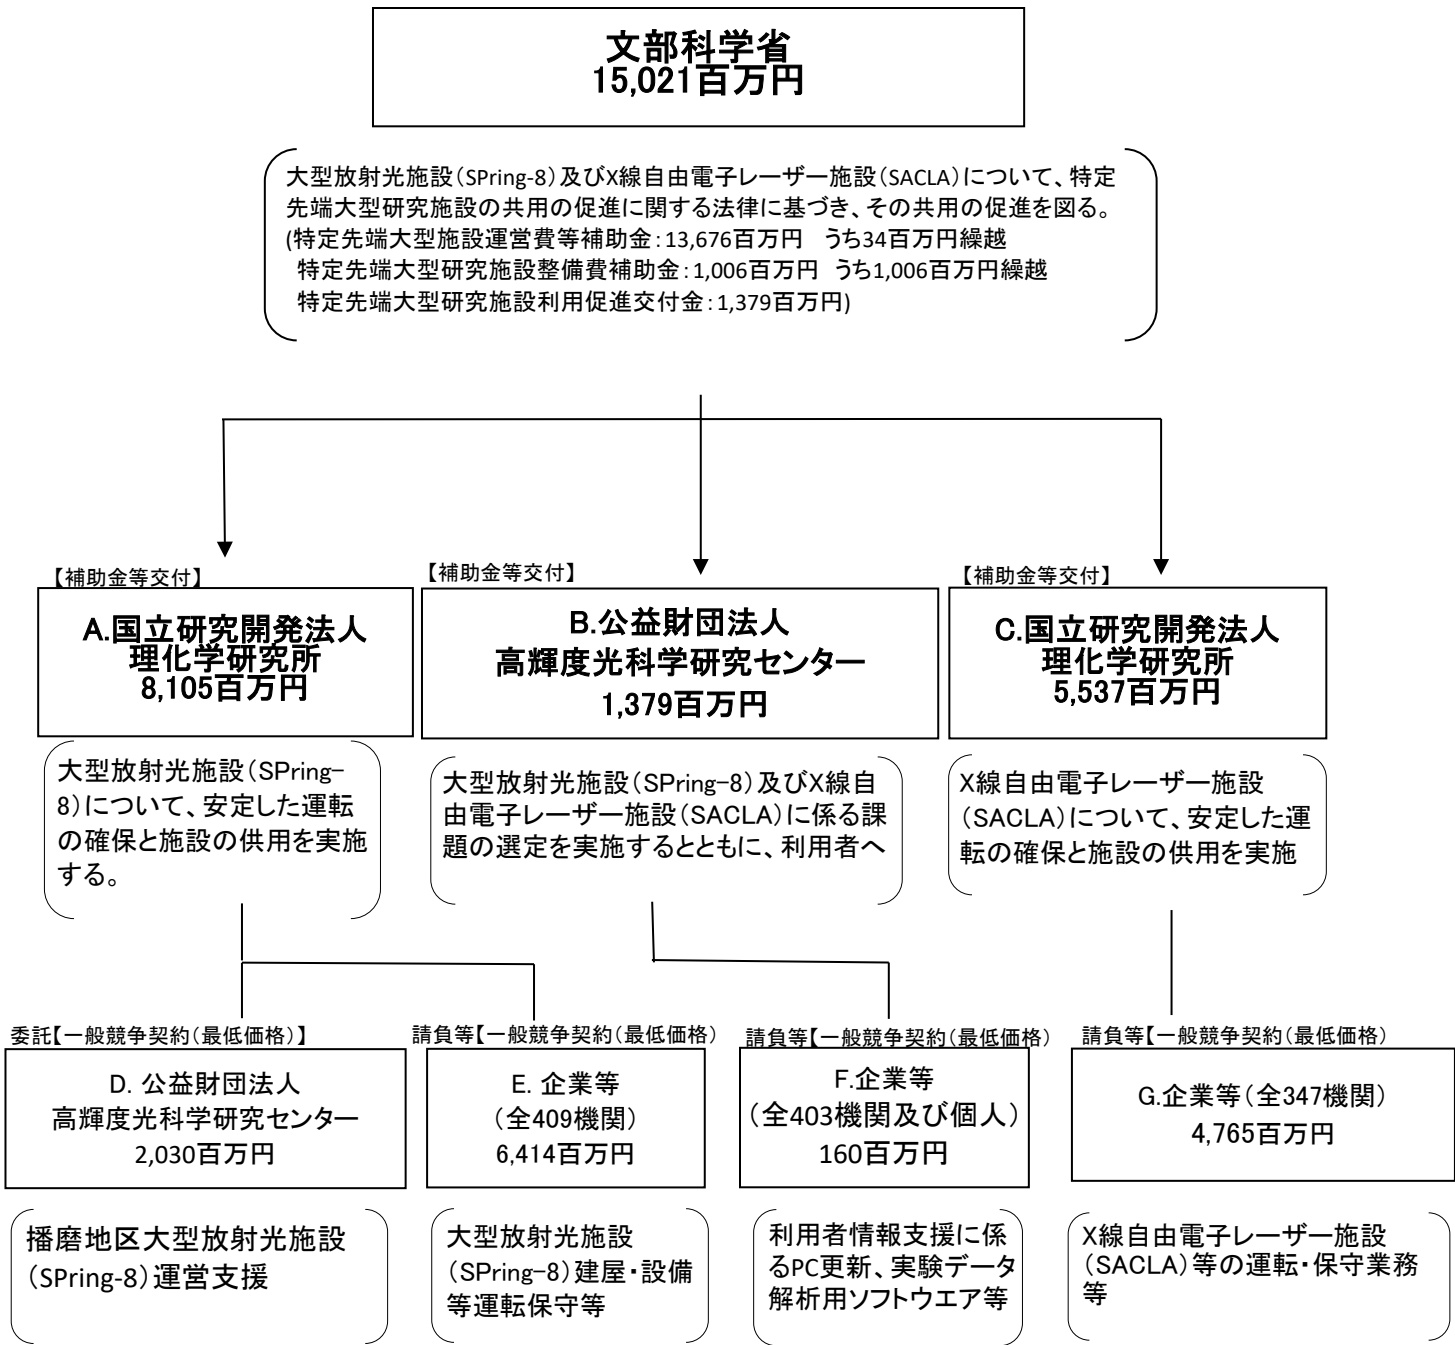 文部科学省
15,021百万円
大型放射光施設（SPring-8）及びX線自由電子レーザー施設（SACLA）について、特定
先端大型研究施設の共用の促進に関する法律に基づき、その共用の促進を図る。
(特定先端大型施設運営費等補助金：13,676百万円　うち34百万円繰越
特定先端大型研究施設整備費補助金：1,006百万円　うち1,006百万円繰越
特定先端大型研究施設利用促進交付金：1,379百万円)
【補助金等交付】
A.国立研究開発法人
理化学研究所
8,105百万円
大型放射光施設（SPring-
8）について、安定した運転
の確保と施設の供用を実施
する。
【補助金等交付】
B.公益財団法人
高輝度光科学研究センター
1,379百万円
大型放射光施設（SPring-8）及びX線自
由電子レーザー施設（SACLA）に係る課
題の選定を実施するとともに、利用者へ
【補助金等交付】
C.国立研究開発法人
理化学研究所
5,537百万円
X線自由電子レーザー施設
（SACLA）について、安定した運
転の確保と施設の供用を実施
委託【一般競争契約（最低価格）】
D. 公益財団法人
高輝度光科学研究センター
2,030百万円
播磨地区大型放射光施設
（SPring-8）運営支援
請負等【一般競争契約（最低価格）
E. 企業等
（全409機関）
6,414百万円
大型放射光施設
（SPring-8）建屋・設備
等運転保守等
請負等【一般競争契約（最低価格）
F.企業等
（全403機関及び個人）
160百万円
利用者情報支援に係
るPC更新、実験データ
解析用ソフトウエア等
請負等【一般競争契約（最低価格）
G.企業等（全347機関）
4,765百万円
X線自由電子レーザー施設
（SACLA）等の運転・保守業務
等